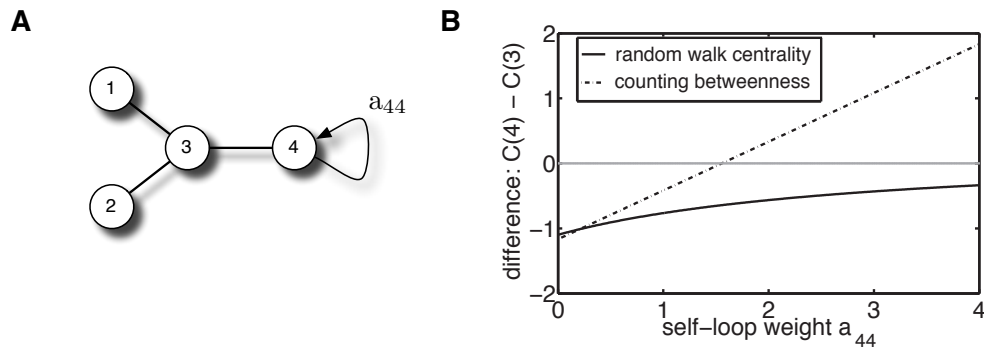 A
1
2
3
4
a44
B
difference: C(4) − C(3)
2
1
0
−1
−2
random walk centrality
counting betweenness
0
1
2
3
4
self-loop weight a 44